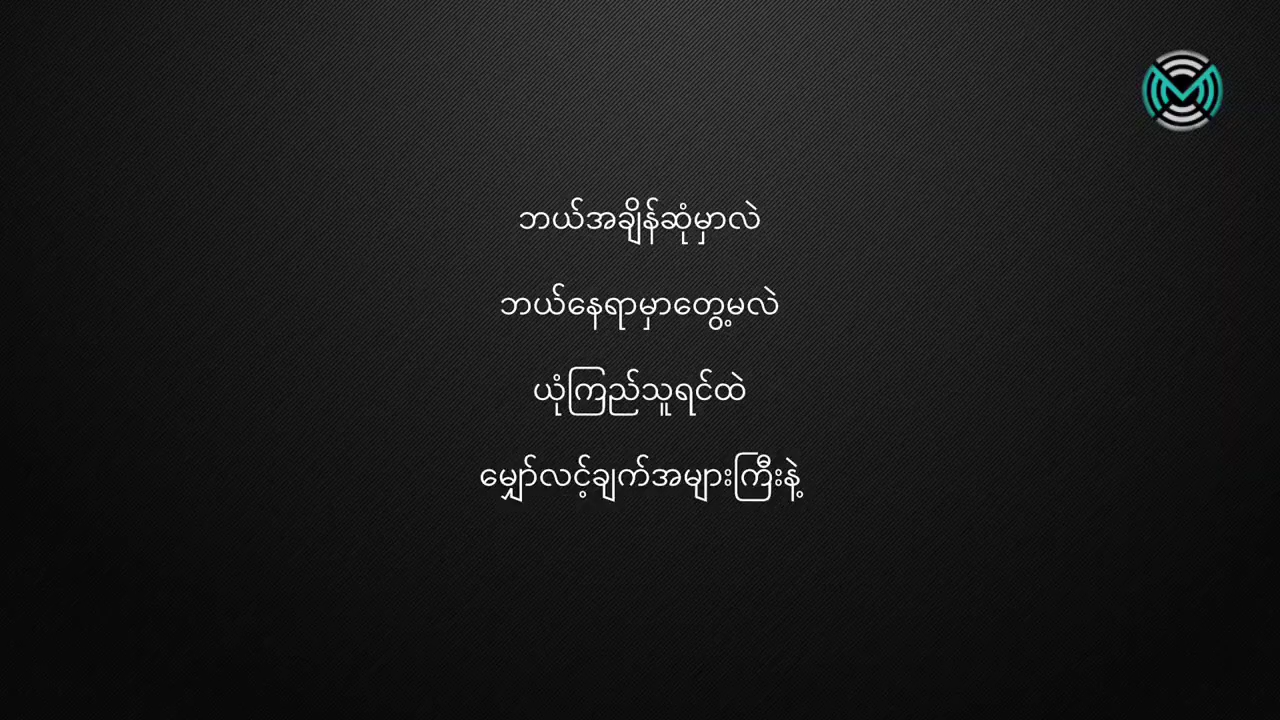 ဘယ်အချိန်ဆုံမှာလဲ
ဘယ်နေရာမှာတွေ့မလဲ
ယုံကြည်သူရင်ထဲ
မျှော်လင့်ချက်အများကြီးနဲ့